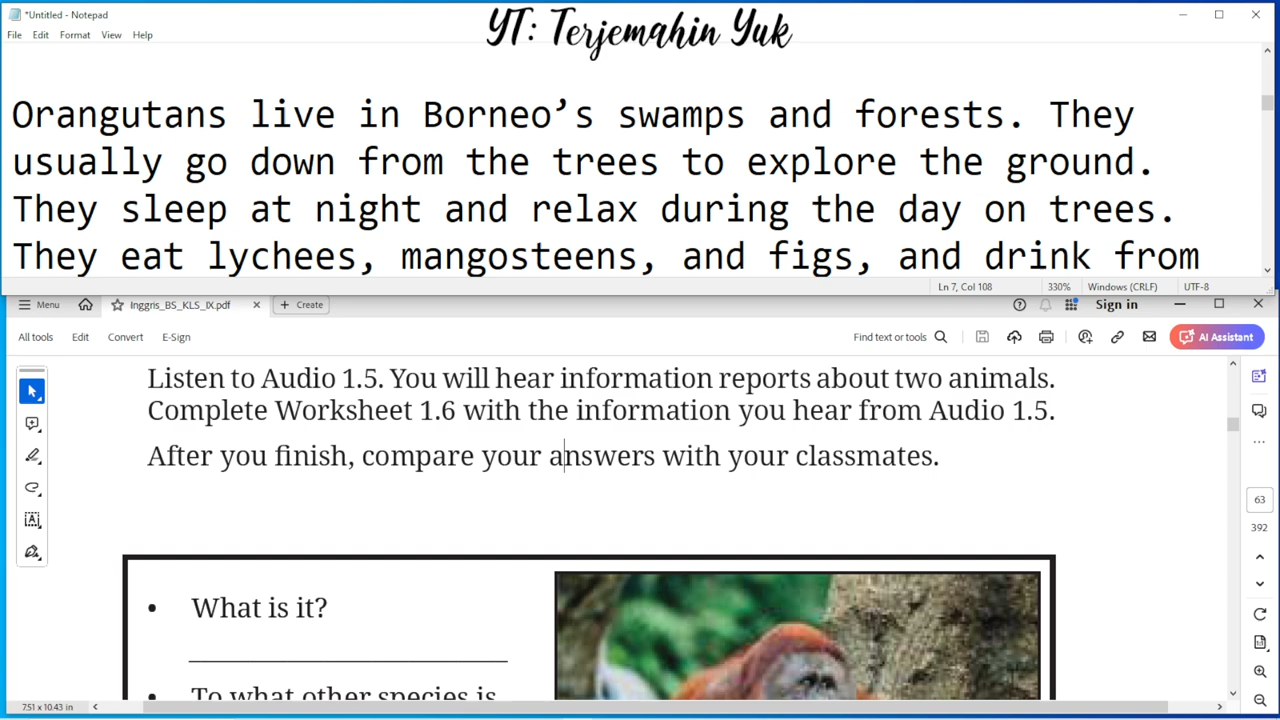 *Untitled - Notepad
YT: Terjemahin Yuk
File Edit Format View Help
Orangutans live in Borneo’s swamps and forests. They
usually go down from the trees to explore the ground.
They sleep at night and relax during the day on trees.
They eat lychees, mangosteens, and figs, and drink from
Ln 7, Col 108 330% Windows (CRLF) UTF-8
Menu Inggris_BS_KLS_IX.pdf Create Sign in
All tools Edit Convert E-Sign Find text or tools AI Assistant
Listen to Audio 1.5. You will hear information reports about two animals.
Complete Worksheet 1.6 with the information you hear from Audio 1.5.
After you finish, compare your answers with your classmates.
63
392
• What is it?
• To what other species is
7.51 x 10.43 in